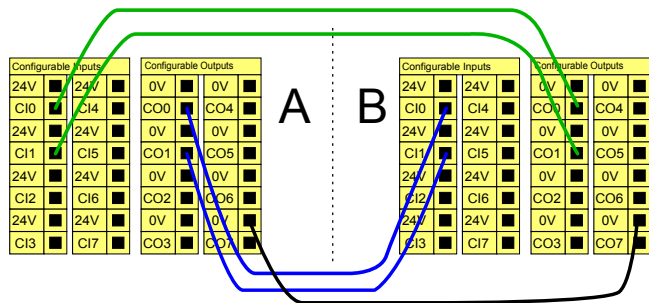 Configurable Inputs
24V 24V
CI0 CI4
24V 24V
CI1 CI5
24V 24V
CI2 CI6
24V 24V
CI3 CI7
Configurable Outputs
0V 0V
CO0 CO4
0V 0V
CO1 CO5
0V 0V
CO2 CO6
0V 0V
CO3 CO7
A
B
Configurable Inputs
24V 24V
CI0 CI4
24V 24V
CI1 CI5
24V 24V
CI2 CI6
24V 24V
CI3 CI7
Configurable Outputs
0V 0V
CO0 CO4
0V 0V
CO1 CO5
0V 0V
CO2 CO6
0V 0V
CO3 CO7